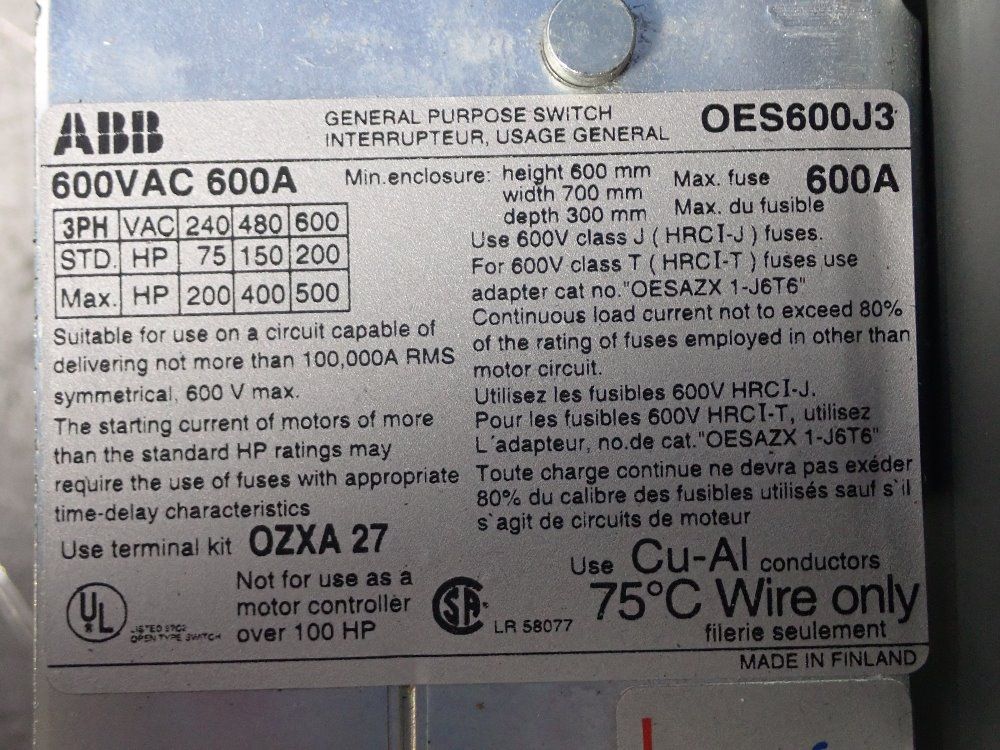 ABB
GENERAL PURPOSE SWITCH
INTERRUPTEUR, USAGE GENERAL
OES600J3
600VAC 600A
Min.enclosure: height 600 mm
width 700 mm
depth 300 mm
Max. fuse
Max. du fusible
600A
3PH VAC 240 480 600
STD. HP 75 150 200
Max. HP 200 400 500
Suitable for use on a circuit capable of
delivering not more than 100,000A RMS
symmetrical, 600 V max.
The starting current of motors of more
than the standard HP ratings may
require the use of fuses with appropriate
time-delay characteristics
Use terminal kit OZXA 27
Use 600V class J ( HRCI-J ) fuses.
For 600V class T ( HRCI-T ) fuses use
adapter cat no."OESAZX 1-J6T6"
Continuous load current not to exceed 80%
of the rating of fuses employed in other than
motor circuit.
Utilisez les fusibles 600V HRCI-J.
Pour les fusibles 600V HRCI-T, utilisez
L´adapteur, no.de cat."OESAZX 1-J6T6"
Toute charge continue ne devra pas exéder
80% du calibre des fusibles utilisés sauf s`il
s`agit de circuits de moteur
UL
OPEN TYPE SWITCH
Not for use as a
motor controller
over 100 HP
SA
LR 58077
Use Cu-Al conductors
75°C Wire only
filerie seulement
MADE IN FINLAND